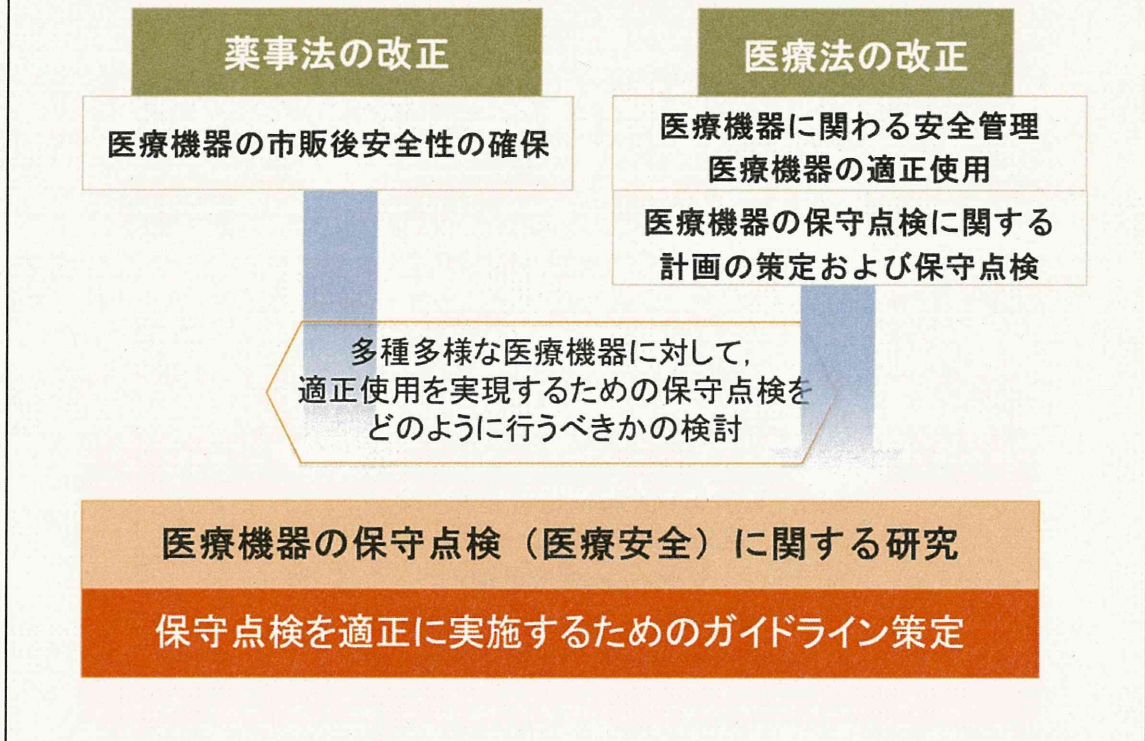 薬事法の改正
医療機器の市販後安全性の確保
医療法の改正
医療機器に関わる安全管理
医療機器の適正使用
医療機器の保守点検に関する
計画の策定および保守点検
多種多様な医療機器に対して,
適正使用を実現するための保守点検を
どのように行うべきかの検討
医療機器の保守点検（医療安全）に関する研究
保守点検を適正に実施するためのガイドライン策定